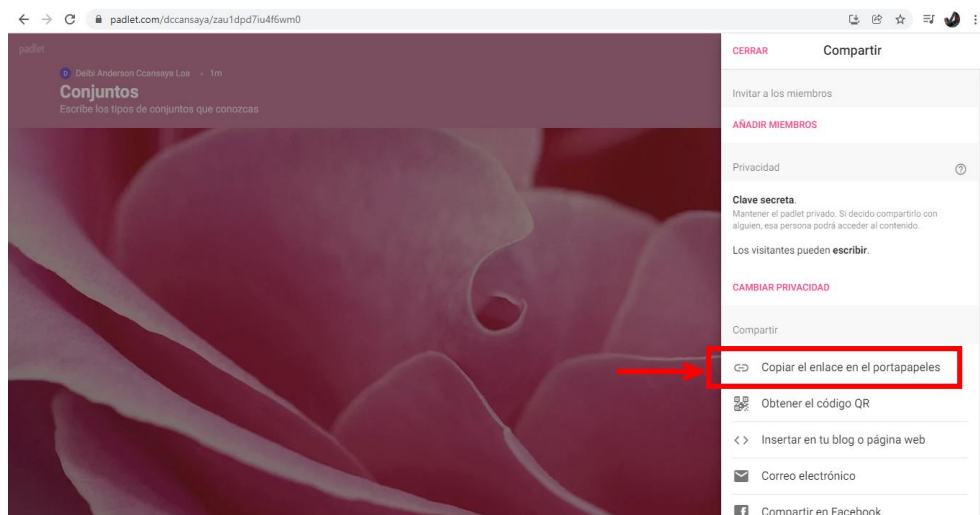 padlet.com/dccansaya/zau1dpd7iu4f6wm0
padlet
D Deibi Anderson Ccansaya Loa • 1m
Conjuntos
Escribe los tipos de conjuntos que conozcas
CERRAR Compartir
Invitar a los miembros
AÑADIR MIEMBROS
Privacidad
Clave secreta.
Mantener el padlet privado. Si decido compartirlo con
alguien, esa persona podrá acceder al contenido.
Los visitantes pueden escribir.
CAMBIAR PRIVACIDAD
Compartir
Copiar el enlace en el portapapeles
Obtener el código QR
Insertar en tu blog o página web
Correo electrónico
Compartir en Facebook